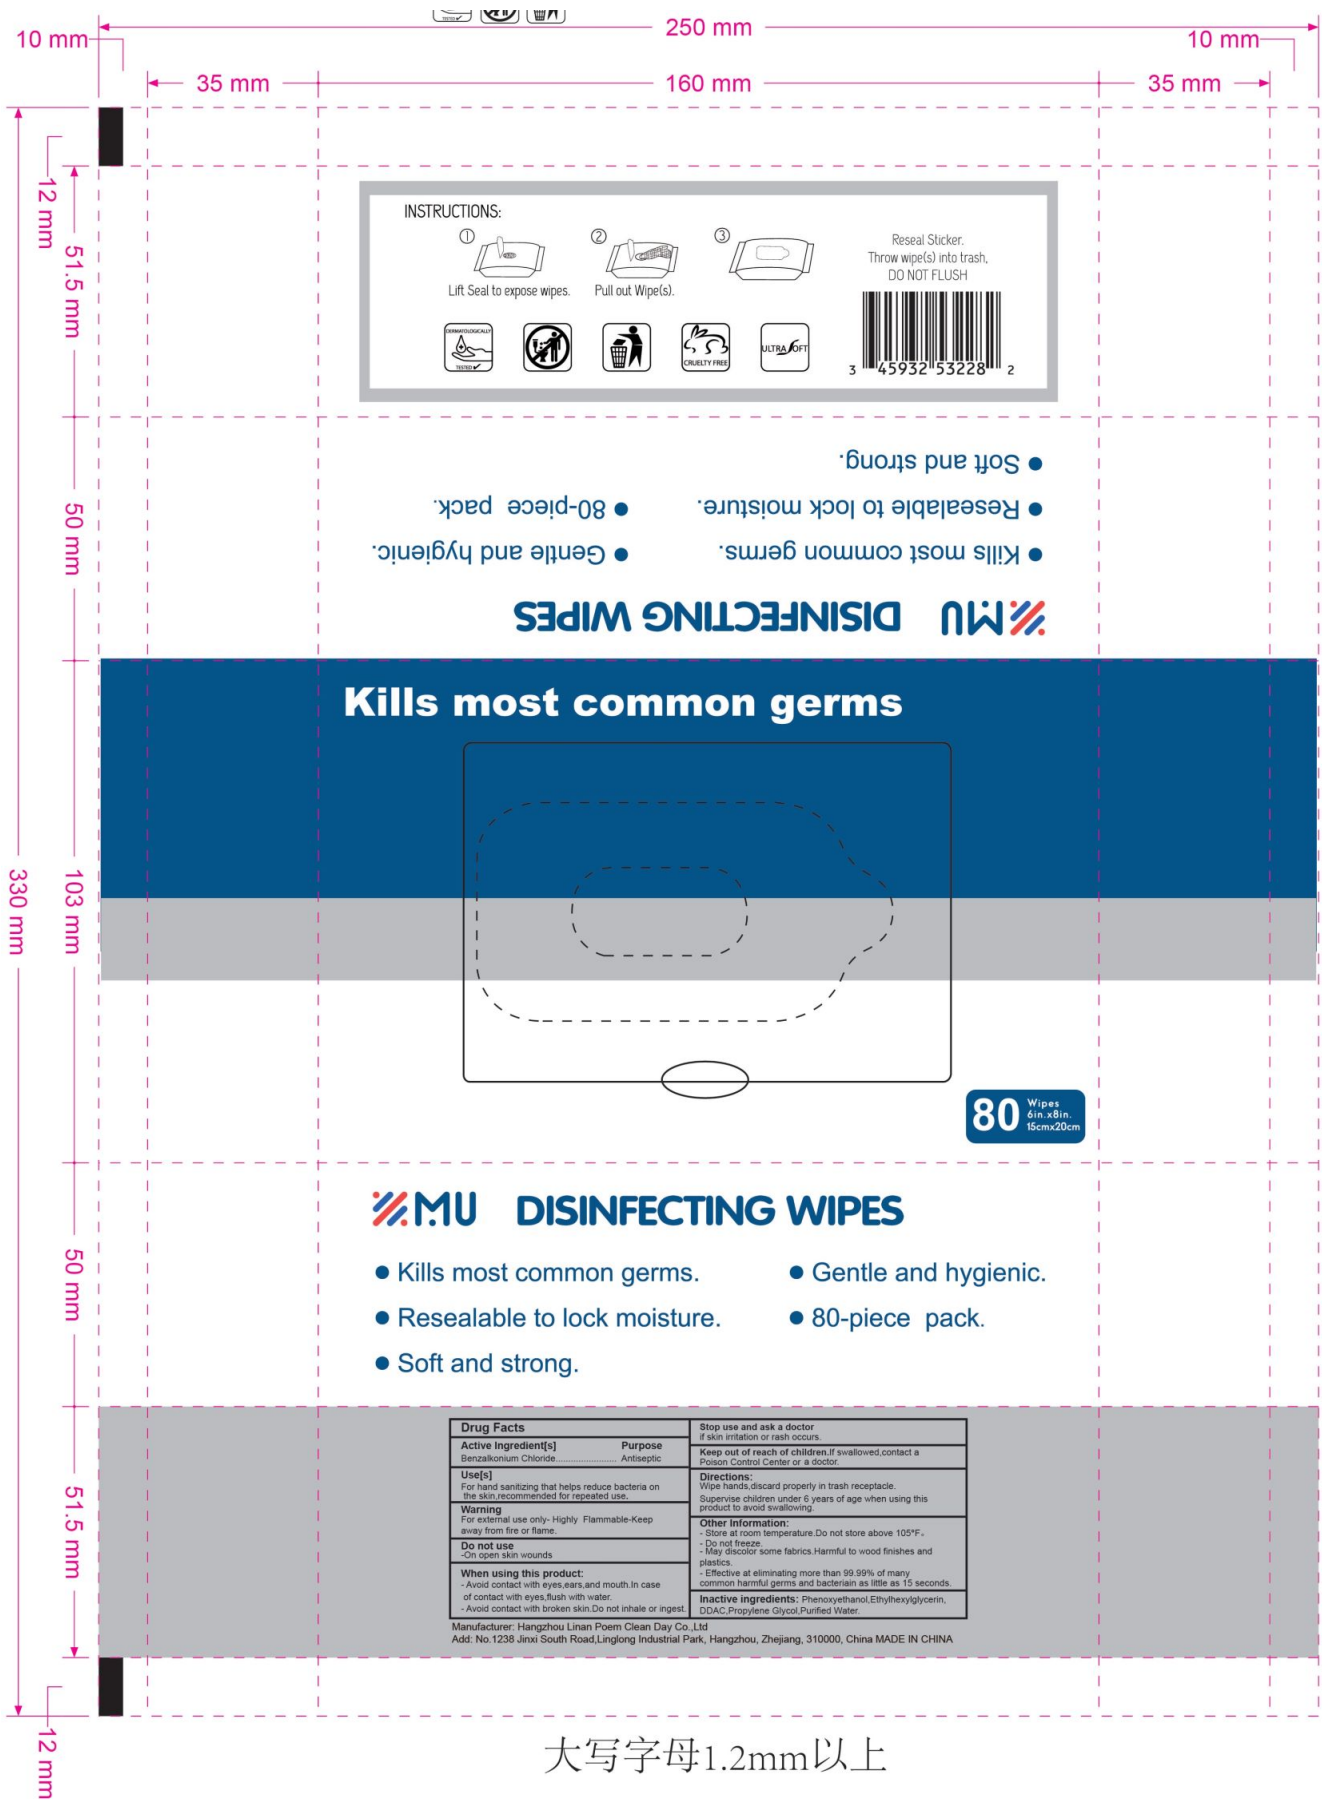 TESTED
250 mm
10 mm
10 mm
35 mm
160 mm
35 mm
12 mm
51.5 mm
50 mm
103 mm
330 mm
50 mm
51.5 mm
12 mm
INSTRUCTIONS:
1
2
3
Lift Seal to expose wipes.
Pull out Wipe(s).
Reseal Sticker.
Throw wipe(s) into trash,
DO NOT FLUSH
DERMATOLOGICALLY
TESTED
CRUELTY FREE
ULTRA SOFT
3 45932 53228 2
MU DISINFECTING WIPES
● Kills most common germs.
● Gentle and hygienic.
● Resealable to lock moisture.
● 80-piece pack.
● Soft and strong.
Kills most common germs
80
Wipes
6in.x8in.
15cmx20cm
MU DISINFECTING WIPES
● Kills most common germs.
● Gentle and hygienic.
● Resealable to lock moisture.
● 80-piece pack.
● Soft and strong.
Drug Facts
Active Ingredient[s] Purpose
Benzalkonium Chloride........................ Antiseptic
Use[s]
For hand sanitizing that helps reduce bacteria on
the skin,recommended for repeated use.
Warning
For external use only- Highly Flammable-Keep
away from fire or flame.
Do not use
-On open skin wounds
When using this product:
- Avoid contact with eyes,ears,and mouth.In case
of contact with eyes,flush with water.
- Avoid contact with broken skin.Do not inhale or ingest.
Stop use and ask a doctor
if skin irritation or rash occurs.
Keep out of reach of children.If swallowed,contact a
Poison Control Center or a doctor.
Directions:
Wipe hands,discard properly in trash receptacle.
Supervise children under 6 years of age when using this
product to avoid swallowing.
Other Information:
- Store at room temperature.Do not store above 105°F。
- Do not freeze.
- May discolor some fabrics.Harmful to wood finishes and
plastics.
- Effective at eliminating more than 99.99% of many
common harmful germs and bacteriain as little as 15 seconds.
Inactive ingredients: Phenoxyethanol,Ethylhexylglycerin,
DDAC,Propylene Glycol,Purified Water.
Manufacturer: Hangzhou Linan Poem Clean Day Co.,Ltd
Add: No.1238 Jinxi South Road,Linglong Industrial Park, Hangzhou, Zhejiang, 310000, China MADE IN CHINA
大写字母1.2mm以上